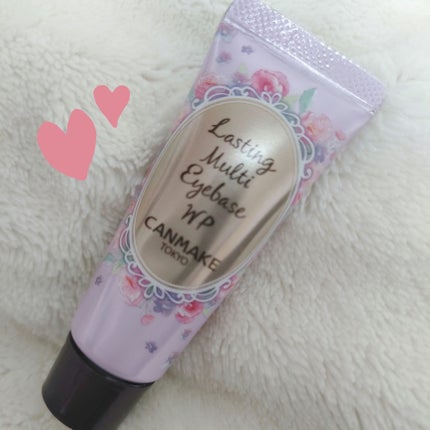 Lasting
Multi
Eyebase
WP
CANMAKE
TOKYO